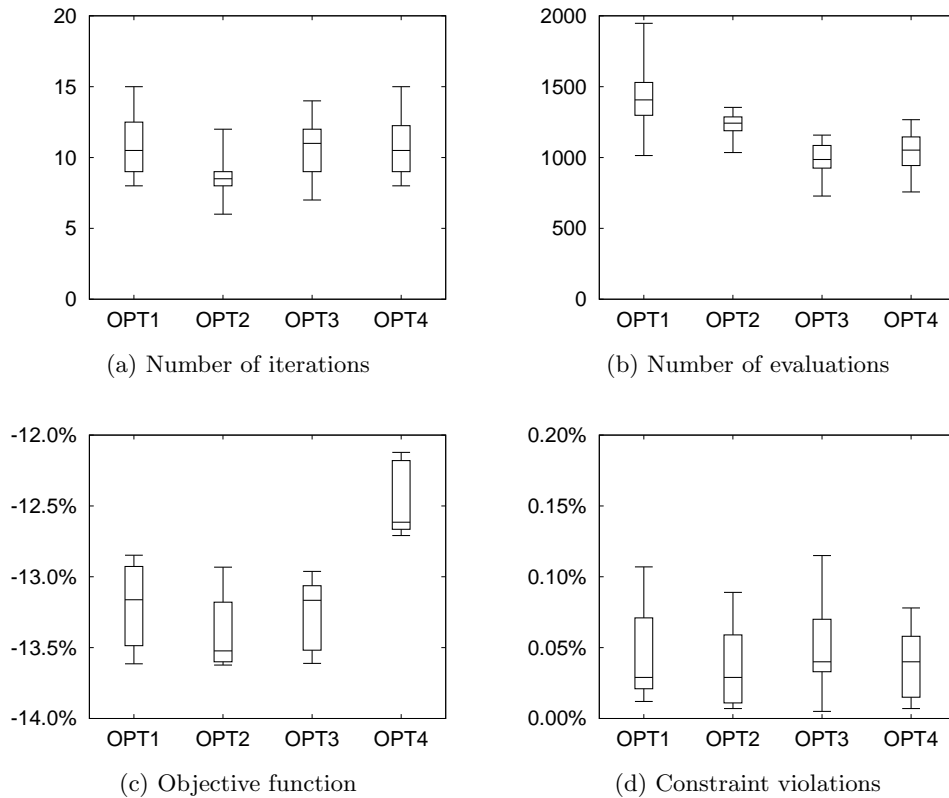 20
15
10
5
0
OPT1 OPT2 OPT3 OPT4
(a) Number of iterations
2000
1500
1000
500
0
OPT1 OPT2 OPT3 OPT4
(b) Number of evaluations
-12.0%
-12.5%
-13.0%
-13.5%
-14.0%
OPT1 OPT2 OPT3 OPT4
(c) Objective function
0.20%
0.15%
0.10%
0.05%
0.00%
OPT1 OPT2 OPT3 OPT4
(d) Constraint violations